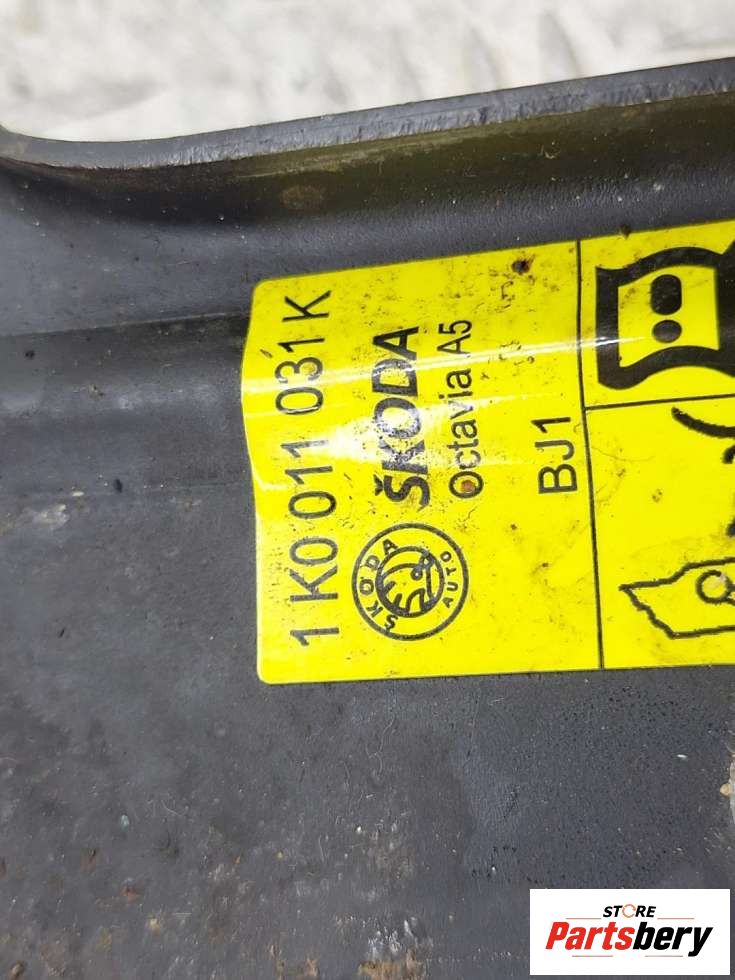 1K0 011 031 K
ŠKODA
Octavia A5
BJ1
ŠKODA
AUTO
STORE
Partsbery